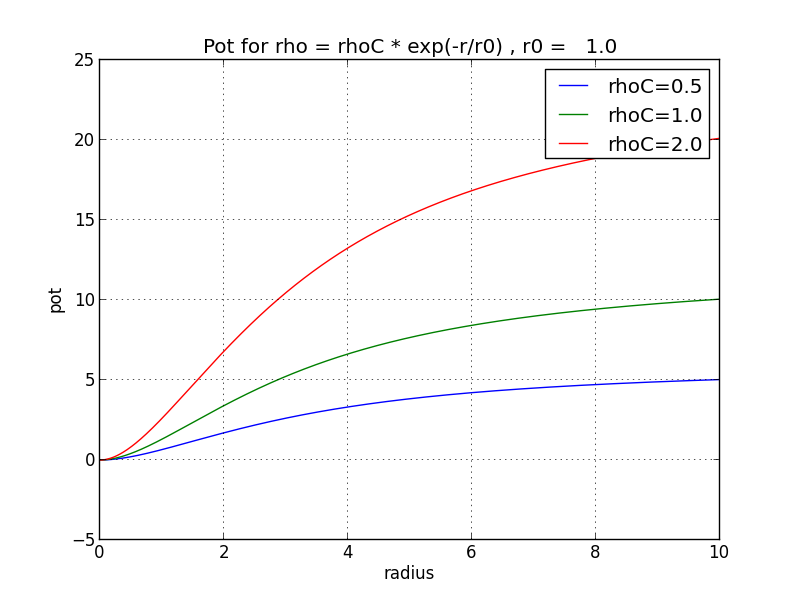 Pot for rho = rhoC * exp(-r/r0) , r0 =   1.0
25
20
15
10
5
0
−5
pot
rhoC=0.5
rhoC=1.0
rhoC=2.0
0 2 4 6 8 10
radius